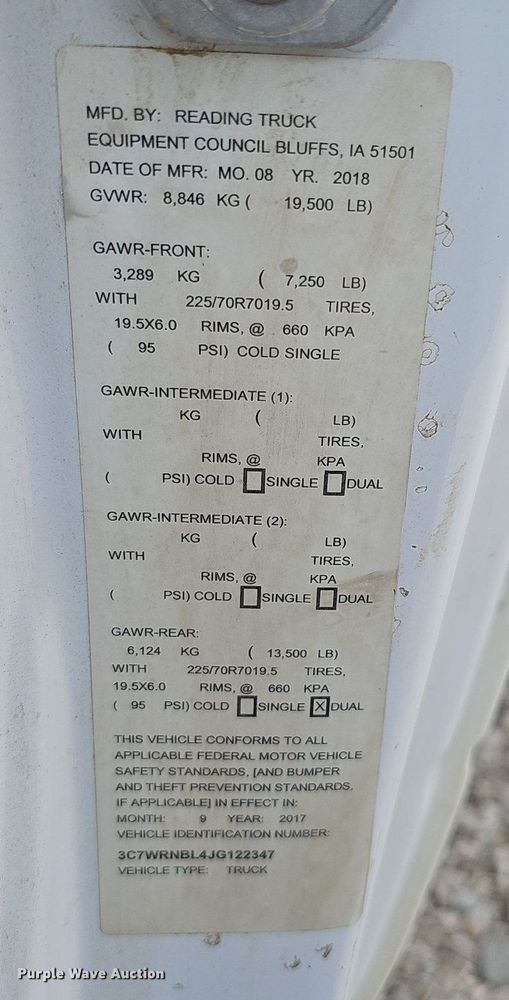 MFD. BY: READING TRUCK
EQUIPMENT COUNCIL BLUFFS, IA 51501
DATE OF MFR: MO. 08 YR. 2018
GVWR: 8,846 KG ( 19,500 LB)
GAWR-FRONT:
3,289 KG ( 7,250 LB)
WITH 225/70R7019.5 TIRES,
19.5X6.0 RIMS, @ 660 KPA
( 95 PSI) COLD SINGLE
GAWR-INTERMEDIATE (1):
KG ( LB)
WITH TIRES,
RIMS, @ KPA
( PSI) COLD SINGLE DUAL
GAWR-INTERMEDIATE (2):
KG ( LB)
WITH TIRES,
RIMS, @ KPA
( PSI) COLD SINGLE DUAL
GAWR-REAR:
6,124 KG ( 13,500 LB)
WITH 225/70R7019.5 TIRES,
19.5X6.0 RIMS, @ 660 KPA
( 95 PSI) COLD SINGLE X DUAL
THIS VEHICLE CONFORMS TO ALL
APPLICABLE FEDERAL MOTOR VEHICLE
SAFETY STANDARDS, [AND BUMPER
AND THEFT PREVENTION STANDARDS,
IF APPLICABLE] IN EFFECT IN:
MONTH: 9 YEAR: 2017
VEHICLE IDENTIFICATION NUMBER:
3C7WRNBL4JG122347
VEHICLE TYPE: TRUCK
Purple Wave Auction